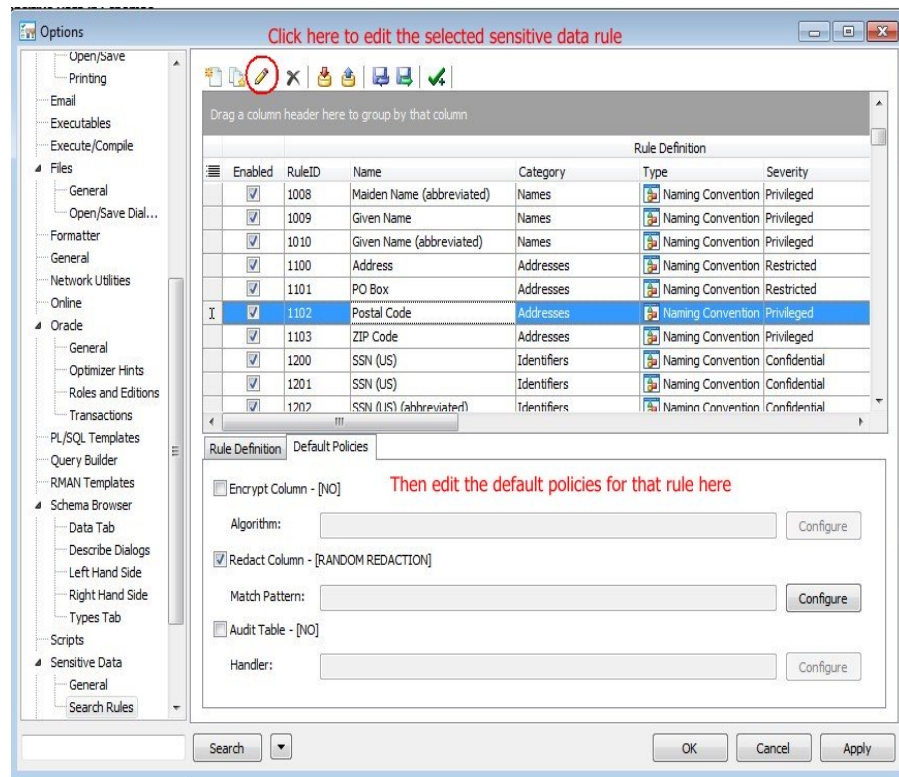 Options
Click here to edit the selected sensitive data rule
Open/Save
Printing
Email
Executables
Execute/Compile
Files
General
Open/Save Dial...
Formatter
General
Network Utilities
Online
Oracle
General
Optimizer Hints
Roles and Editions
Transactions
PL/SQL Templates
Query Builder
RMAN Templates
Schema Browser
Data Tab
Describe Dialogs
Left Hand Side
Right Hand Side
Types Tab
Scripts
Sensitive Data
General
Search Rules
Drag a column header here to group by that column
Rule Definition
Enabled RuleID Name Category Type Severity
1008 Maiden Name (abbreviated) Names Naming Convention Privileged
1009 Given Name Names Naming Convention Privileged
1010 Given Name (abbreviated) Names Naming Convention Privileged
1100 Address Addresses Naming Convention Restricted
1101 PO Box Addresses Naming Convention Restricted
1102 Postal Code Addresses Naming Convention Privileged
1103 ZIP Code Addresses Naming Convention Privileged
1200 SSN (US) Identifiers Naming Convention Confidential
1201 SSN (US) Identifiers Naming Convention Confidential
1202 SSN (US) (abbreviated) Identifiers Naming Convention Confidential
Rule Definition Default Policies
Encrypt Column - [NO]
Then edit the default policies for that rule here
Algorithm: Configure
Redact Column - [RANDOM REDACTION]
Match Pattern: Configure
Audit Table - [NO]
Handler: Configure
Search OK Cancel Apply